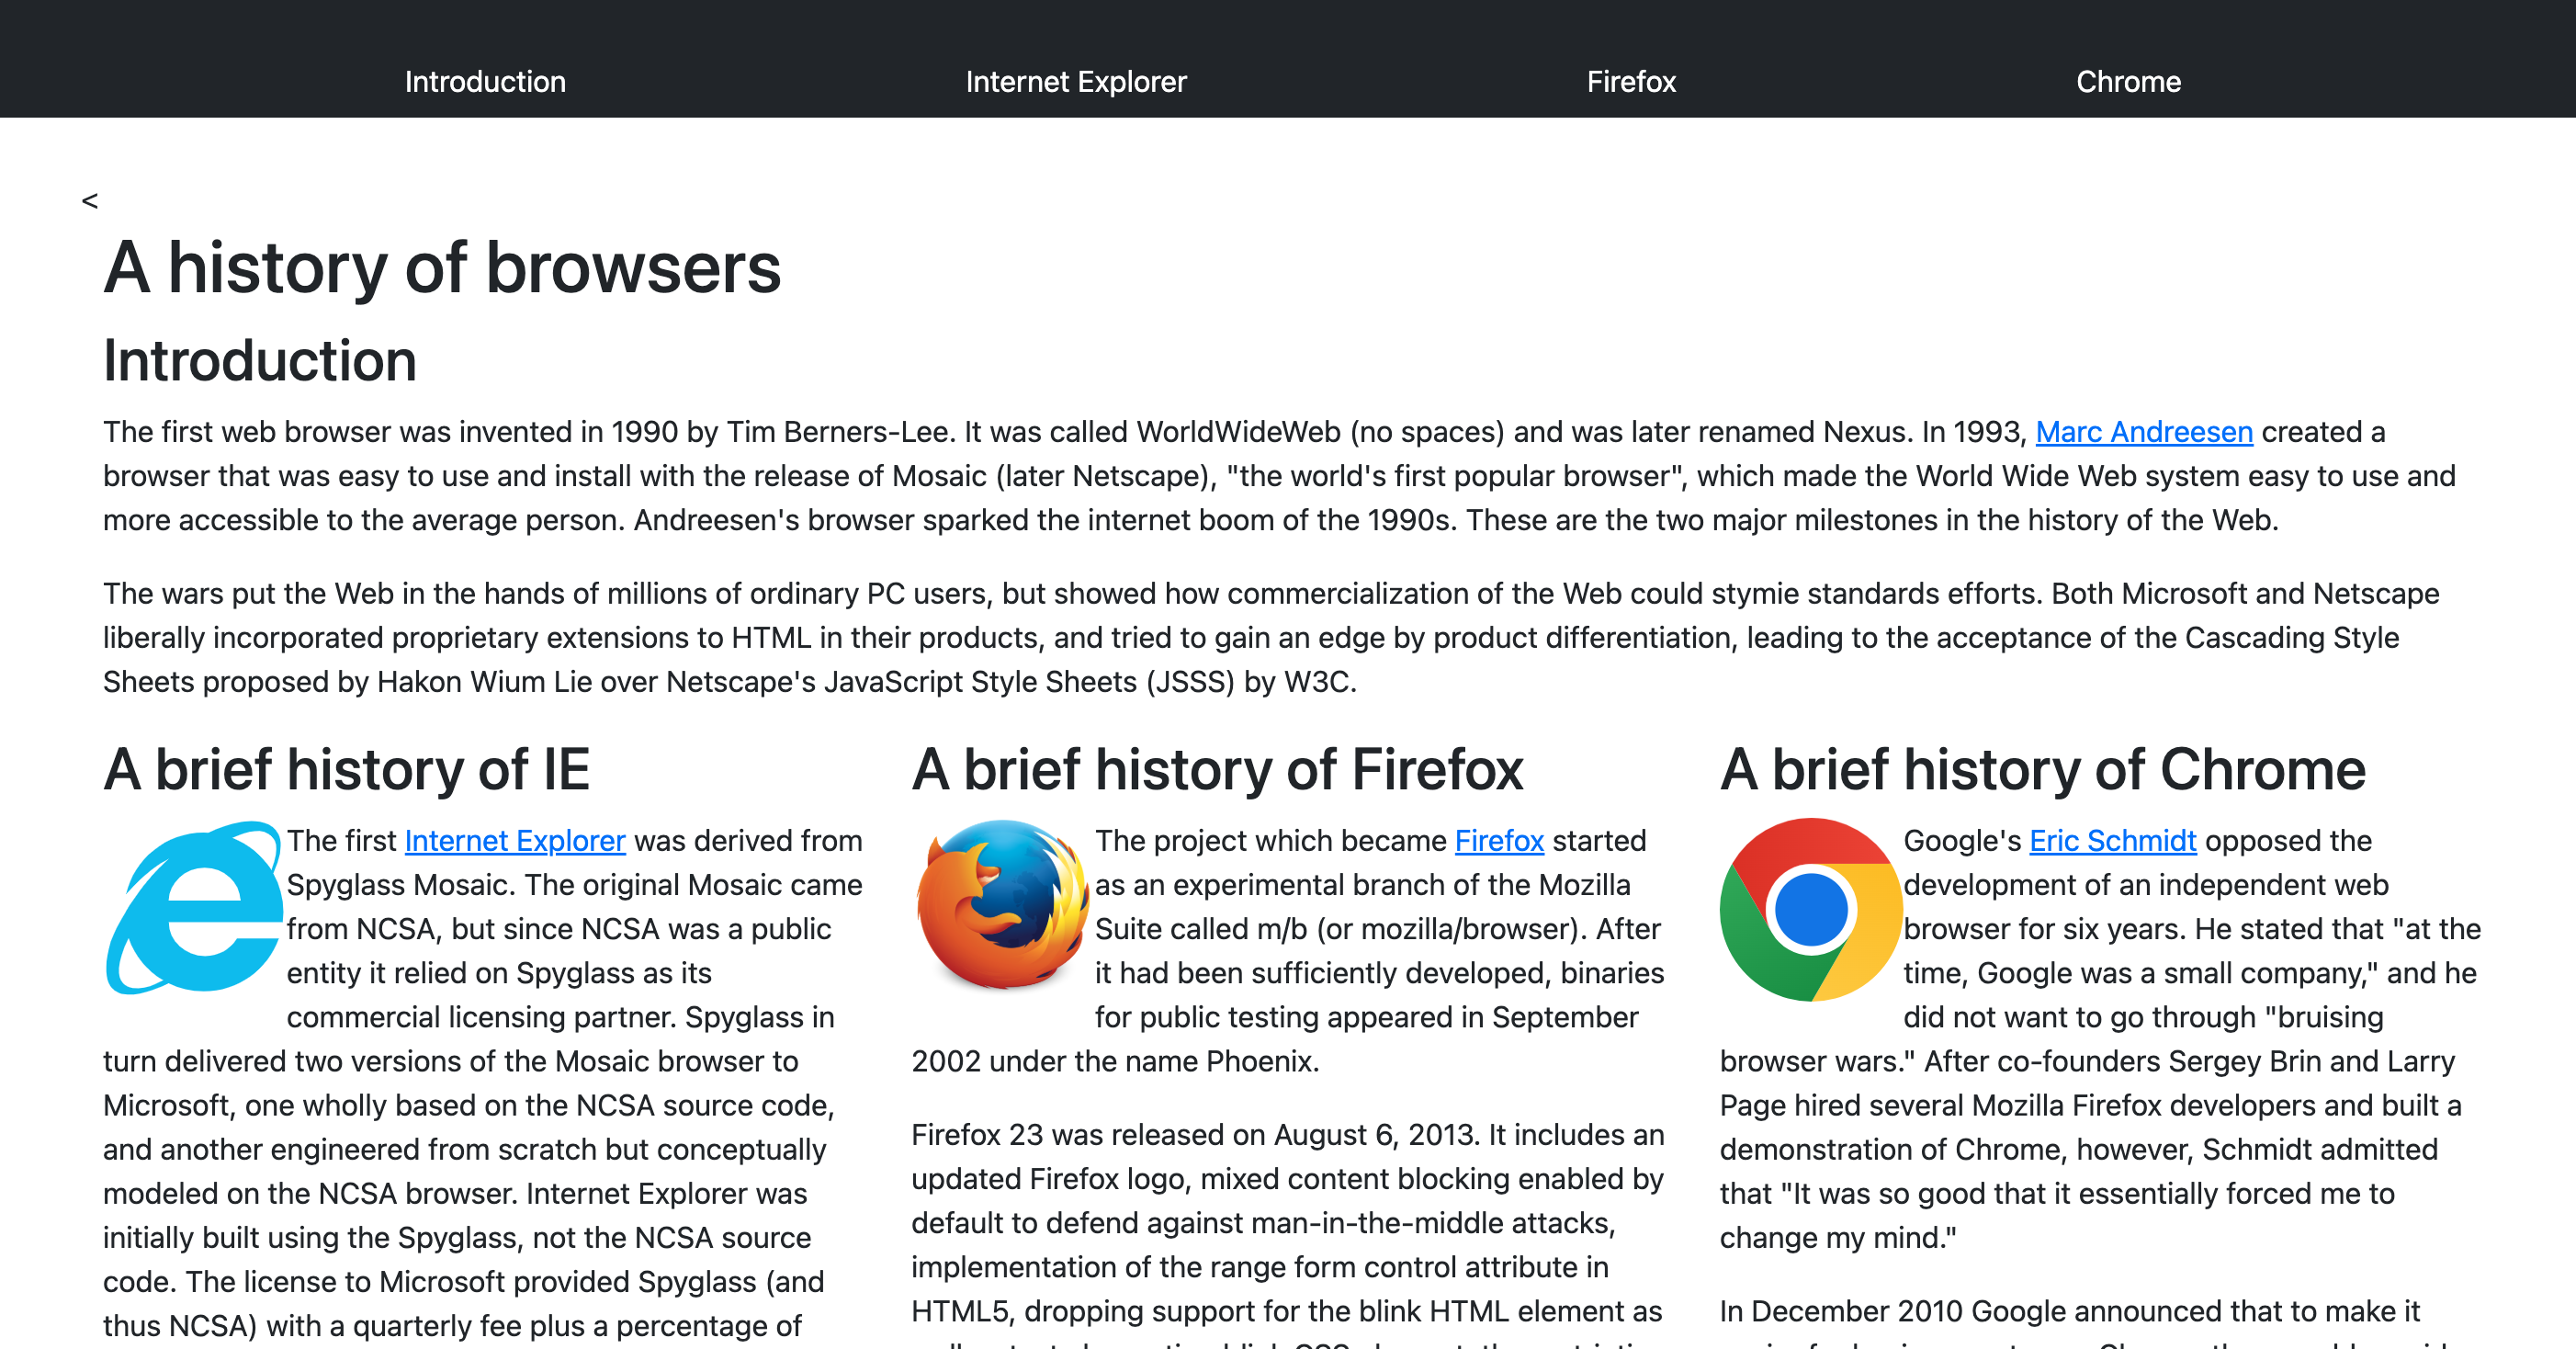 Introduction
Internet Explorer
Firefox
Chrome
<
A history of browsers
Introduction
The first web browser was invented in 1990 by Tim Berners-Lee. It was called WorldWideWeb (no spaces) and was later renamed Nexus. In 1993, Marc Andreesen created a
browser that was easy to use and install with the release of Mosaic (later Netscape), "the world's first popular browser", which made the World Wide Web system easy to use and
more accessible to the average person. Andreesen's browser sparked the internet boom of the 1990s. These are the two major milestones in the history of the Web.
The wars put the Web in the hands of millions of ordinary PC users, but showed how commercialization of the Web could stymie standards efforts. Both Microsoft and Netscape
liberally incorporated proprietary extensions to HTML in their products, and tried to gain an edge by product differentiation, leading to the acceptance of the Cascading Style
Sheets proposed by Hakon Wium Lie over Netscape's JavaScript Style Sheets (JSSS) by W3C.
A brief history of IE
The first Internet Explorer was derived from
Spyglass Mosaic. The original Mosaic came
from NCSA, but since NCSA was a public
entity it relied on Spyglass as its
commercial licensing partner. Spyglass in
turn delivered two versions of the Mosaic browser to
Microsoft, one wholly based on the NCSA source code,
and another engineered from scratch but conceptually
modeled on the NCSA browser. Internet Explorer was
initially built using the Spyglass, not the NCSA source
code. The license to Microsoft provided Spyglass (and
thus NCSA) with a quarterly fee plus a percentage of
A brief history of Firefox
The project which became Firefox started
as an experimental branch of the Mozilla
Suite called m/b (or mozilla/browser). After
it had been sufficiently developed, binaries
for public testing appeared in September
2002 under the name Phoenix.
Firefox 23 was released on August 6, 2013. It includes an
updated Firefox logo, mixed content blocking enabled by
default to defend against man-in-the-middle attacks,
implementation of the range form control attribute in
HTML5, dropping support for the blink HTML element as
A brief history of Chrome
Google's Eric Schmidt opposed the
development of an independent web
browser for six years. He stated that "at the
time, Google was a small company," and he
did not want to go through "bruising
browser wars." After co-founders Sergey Brin and Larry
Page hired several Mozilla Firefox developers and built a
demonstration of Chrome, however, Schmidt admitted
that "It was so good that it essentially forced me to
change my mind."
In December 2010 Google announced that to make it